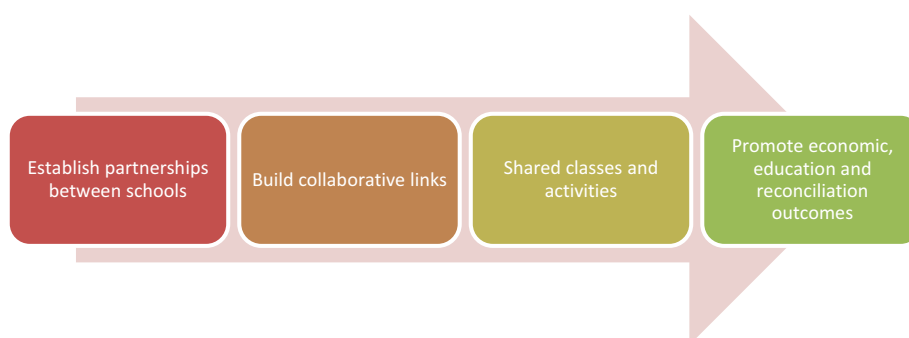 Establish partnerships
between schools
Build collaborative links
Shared classes and
activities
Promote economic,
education and
reconciliation
outcomes